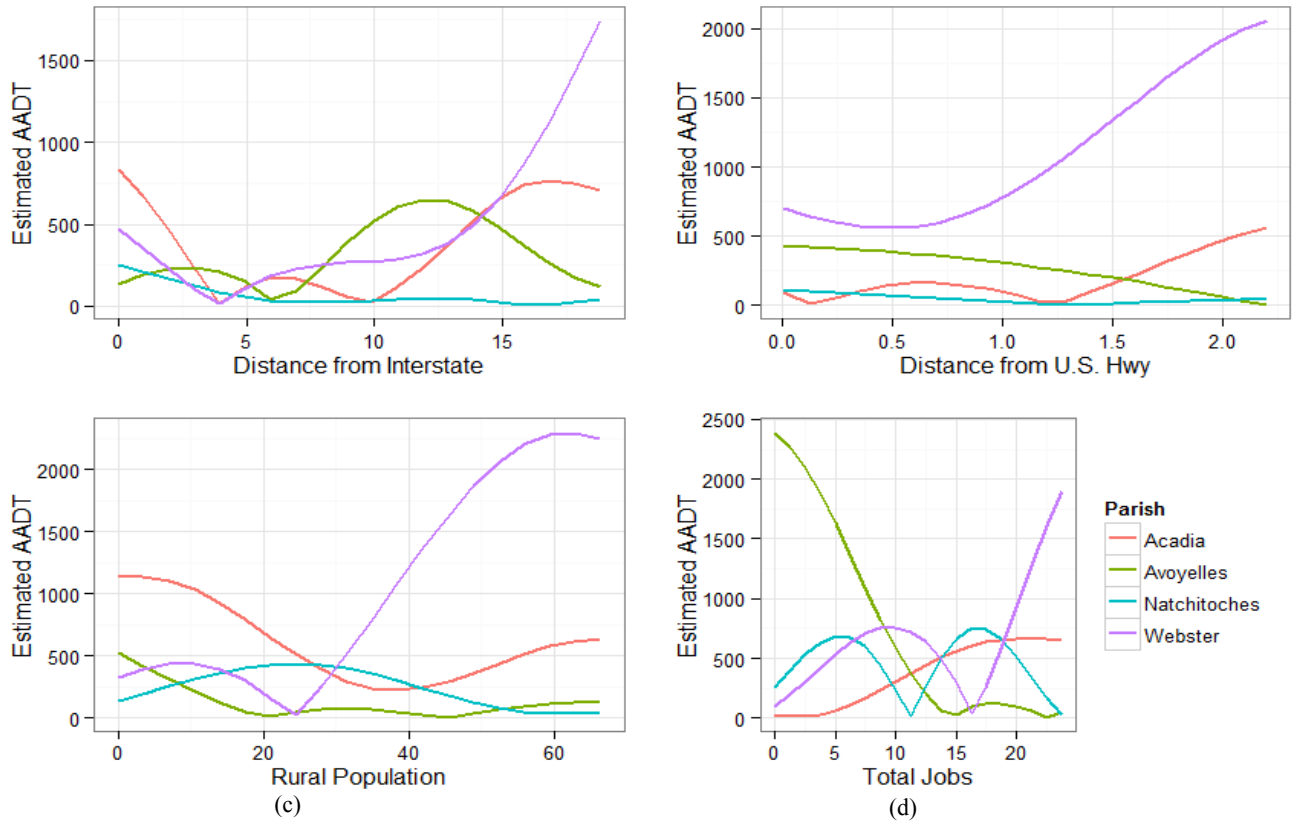 Estimated AADT
1500
1000
500
0
0 5 10 15
Distance from Interstate
Estimated AADT
2000
1500
1000
500
0
0.0 0.5 1.0 1.5 2.0
Distance from U.S. Hwy
Estimated AADT
2000
1500
1000
500
0
0 20 40 60
Rural Population
(c)
Estimated AADT
2500
2000
1500
1000
500
0
0 5 10 15 20
Total Jobs
(d)
Parish
Acadia
Avoyelles
Natchitoches
Webster